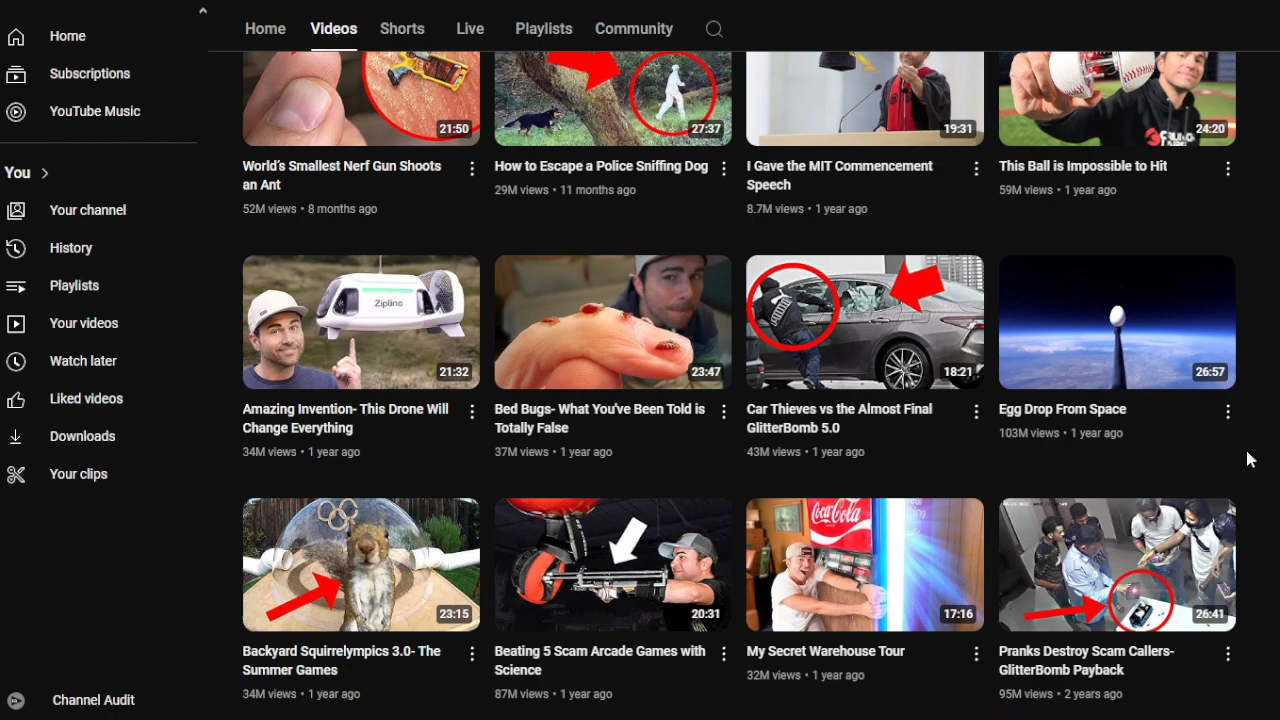 Home
Subscriptions
YouTube Music
You
Your channel
History
Playlists
Your videos
Watch later
Liked videos
Downloads
Your clips
Channel Audit
Home Videos Shorts Live Playlists Community
21:50
27:37
19:31
24:20
World's Smallest Nerf Gun Shoots
an Ant
52M views • 8 months ago
How to Escape a Police Sniffing Dog
29M views • 11 months ago
I Gave the MIT Commencement
Speech
8.7M views • 1 year ago
This Ball is Impossible to Hit
59M views • 1 year ago
Zipline
21:32
23:47
18:21
26:57
Amazing Invention- This Drone Will
Change Everything
34M views • 1 year ago
Bed Bugs- What You've Been Told is
Totally False
37M views • 1 year ago
Car Thieves vs the Almost Final
GlitterBomb 5.0
43M views • 1 year ago
Egg Drop From Space
103M views • 1 year ago
23:15
20:31
Coca-Cola
17:16
26:41
Backyard Squirrelympics 3.0- The
Summer Games
34M views • 1 year ago
Beating 5 Scam Arcade Games with
Science
87M views • 1 year ago
My Secret Warehouse Tour
32M views • 1 year ago
Pranks Destroy Scam Callers-
GlitterBomb Payback
95M views • 2 years ago